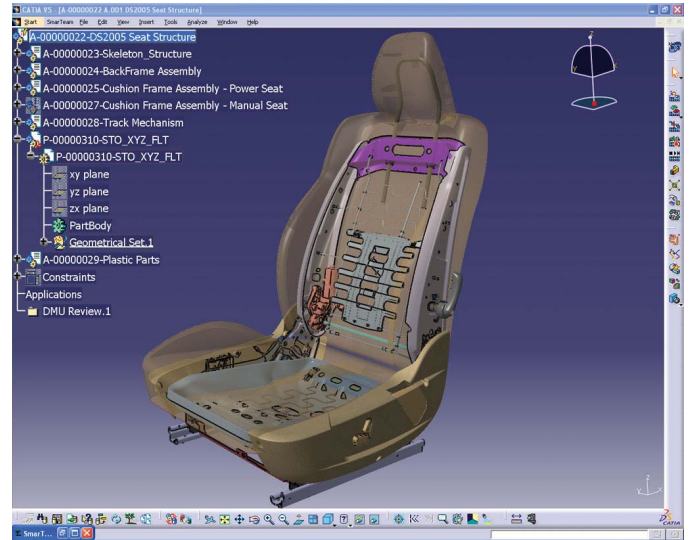 CATIA V5 - [A-00000022 A.001 DS2005 Seat Structure]
Start SmarTeam File Edit View Insert Tools Analyze Window Help
A-00000022-DS2005 Seat Structure
A-00000023-Skeleton_Structure
A-00000024-BackFrame Assembly
A-00000025-Cushion Frame Assembly - Power Seat
A-00000027-Cushion Frame Assembly - Manual Seat
A-00000028-Track Mechanism
P-00000310-STO_XYZ_FLT
P-00000310-STO_XYZ_FLT
xy plane
yz plane
zx plane
PartBody
Geometrical Set.1
A-00000029-Plastic Parts
Constraints
Applications
DMU Review.1
CATIA
SmarT...